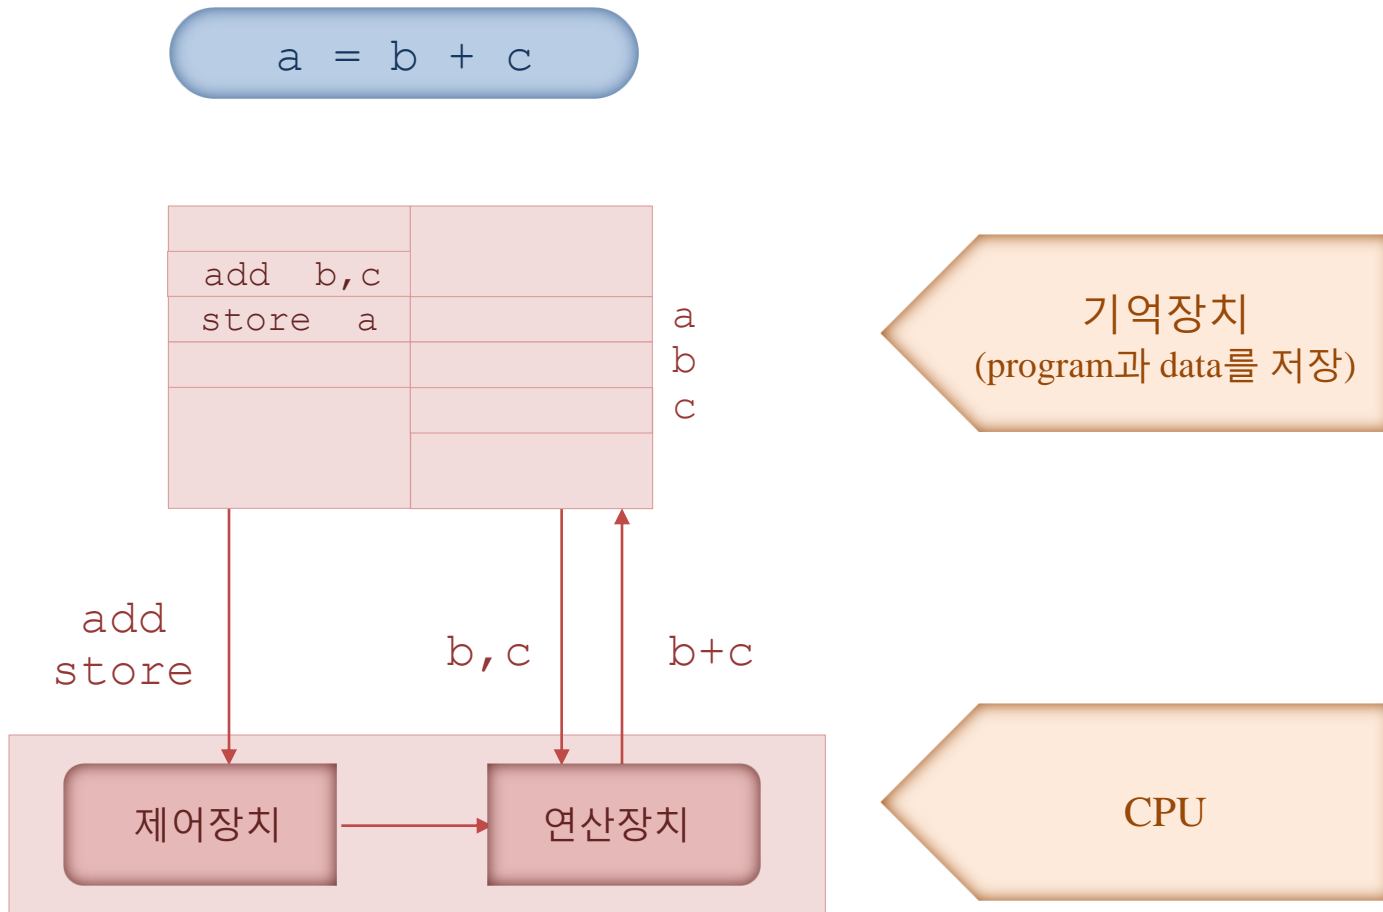 a = b + c
add b,c
store a
a
b
c
기억장치
(program과 data를 저장)
add
store
b,c
b+c
제어장치
연산장치
CPU